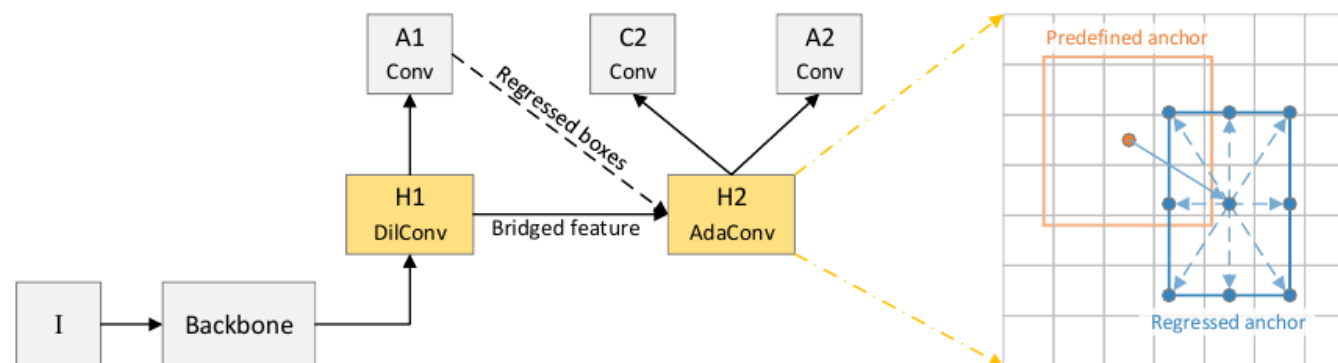 A1
Conv
C2
Conv
A2
Conv
Predefined anchor
Regressed boxes
H1
DilConv
Bridged feature
H2
AdaConv
I
Backbone
Regressed anchor